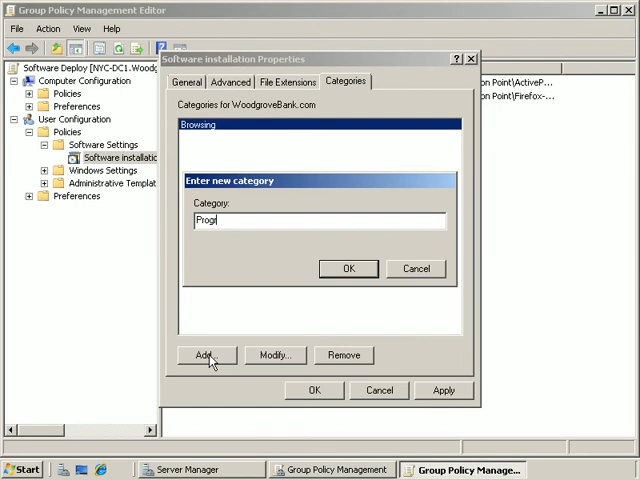 Group Policy Management Editor
File Action View Help
Software Deploy [NYC-DC1.Woodg
Computer Configuration
Policies
Preferences
User Configuration
Policies
Software Settings
Software installatic
Windows Settings
Administrative Templat
Preferences
on Point\ActiveP...
on Point\Firefox-...
Software installation Properties
General Advanced File Extensions Categories
Categories for WoodgroveBank.com
Browsing
Enter new category
Category:
Progr
OK Cancel
Add... Modify... Remove
OK Cancel Apply
Start Server Manager Group Policy Management Group Policy Manage...